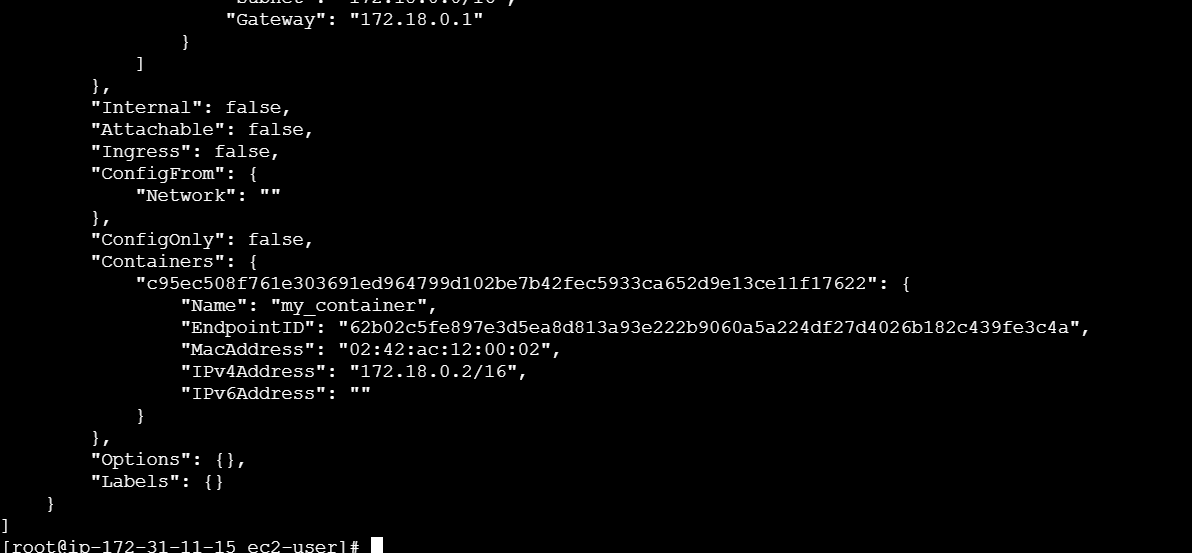 "Subnet": "172.18.0.0/16",
"Gateway": "172.18.0.1"
}
]
},
"Internal": false,
"Attachable": false,
"Ingress": false,
"ConfigFrom": {
"Network": ""
},
"ConfigOnly": false,
"Containers": {
"c95ec508f761e303691ed964799d102be7b42fec5933ca652d9e13ce11f17622": {
"Name": "my_container",
"EndpointID": "62b02c5fe897e3d5ea8d813a93e222b9060a5a224df27d4026b182c439fe3c4a",
"MacAddress": "02:42:ac:12:00:02",
"IPv4Address": "172.18.0.2/16",
"IPv6Address": ""
}
},
"Options": {},
"Labels": {}
}
]
[root@ip-172-31-11-15 ec2-user]#